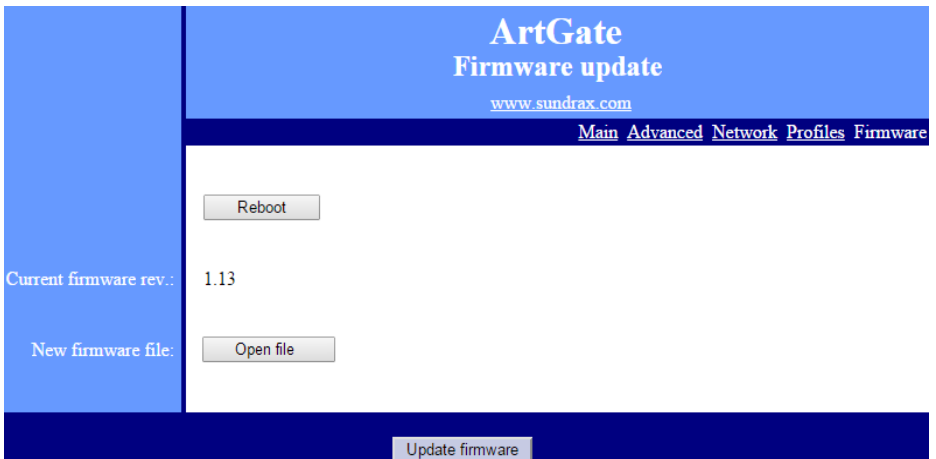 ArtGate
Firmware update
www.sundrax.com
Main Advanced Network Profiles Firmware
Reboot
Current firmware rev.: 1.13
New firmware file: Open file
Update firmware